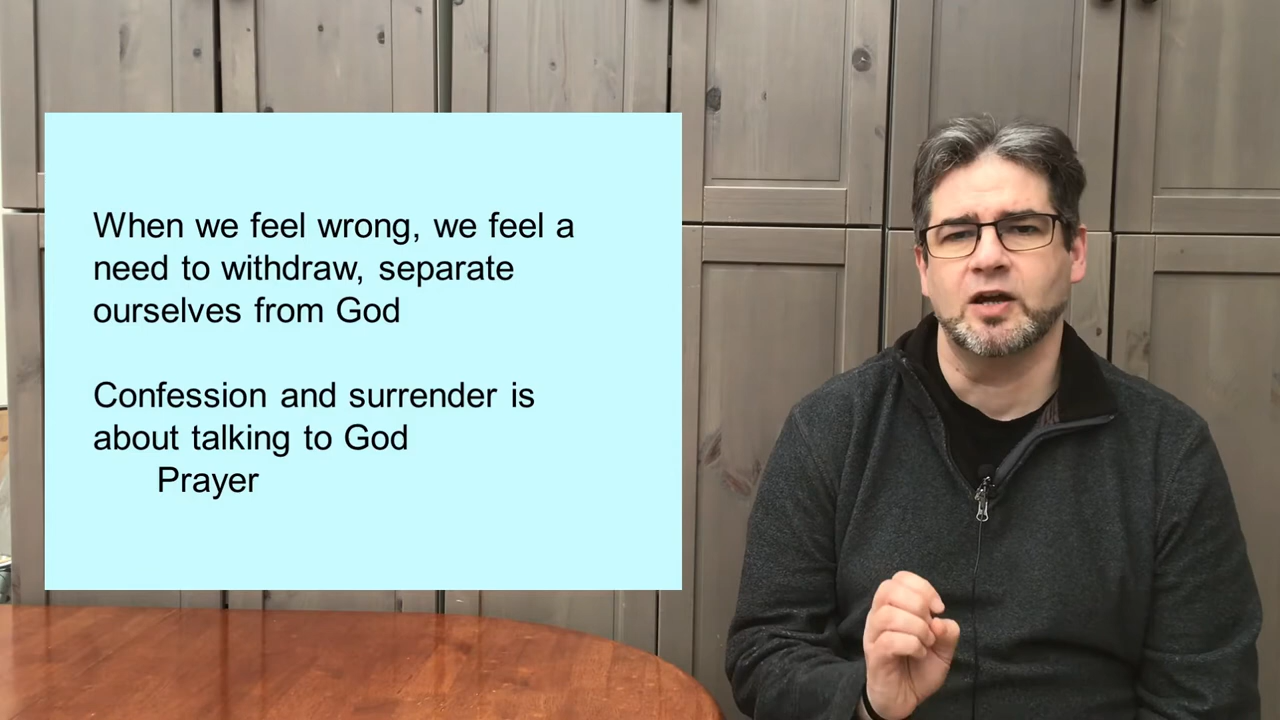 When we feel wrong, we feel a
need to withdraw, separate
ourselves from God
Confession and surrender is
about talking to God
Prayer